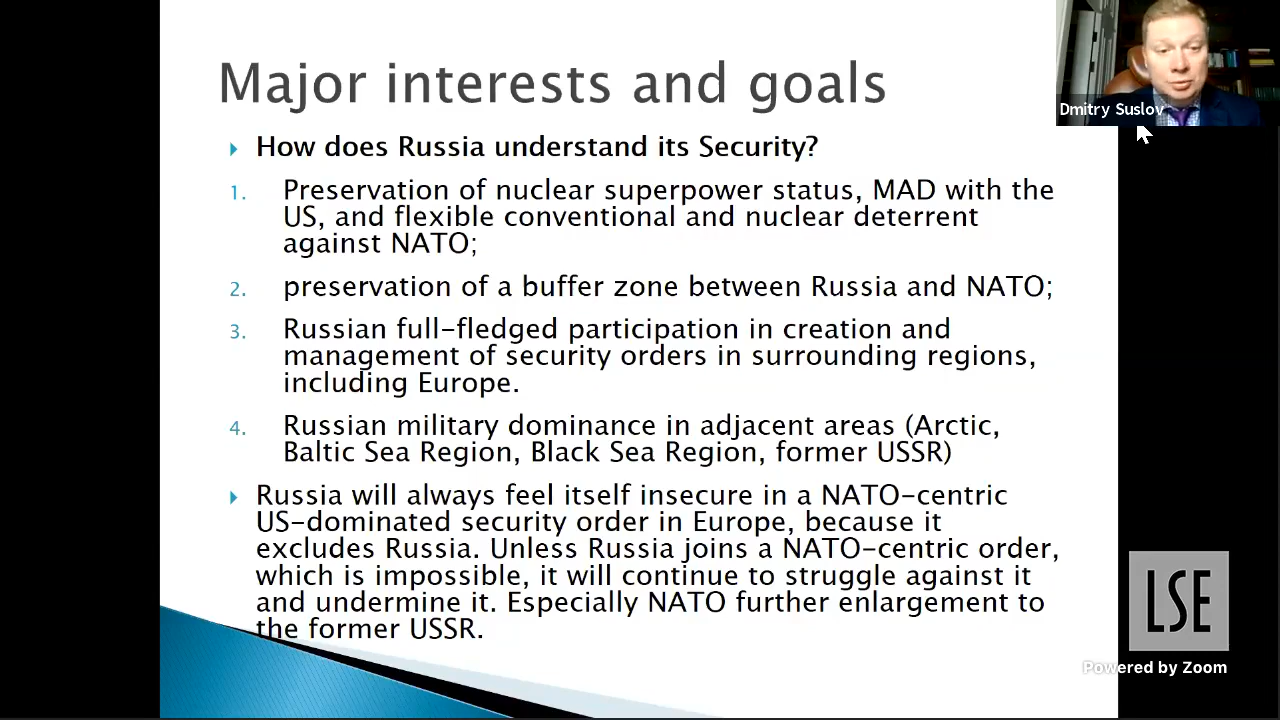 Major interests and goals
Dmitry Suslov
How does Russia understand its Security?
1. Preservation of nuclear superpower status, MAD with the
US, and flexible conventional and nuclear deterrent
against NATO;
2. preservation of a buffer zone between Russia and NATO;
3. Russian full-fledged participation in creation and
management of security orders in surrounding regions,
including Europe.
4. Russian military dominance in adjacent areas (Arctic,
Baltic Sea Region, Black Sea Region, former USSR)
Russia will always feel itself insecure in a NATO-centric
US-dominated security order in Europe, because it
excludes Russia. Unless Russia joins a NATO-centric order,
which is impossible, it will continue to struggle against it
and undermine it. Especially NATO further enlargement to
the former USSR.
LSE
Powered by Zoom